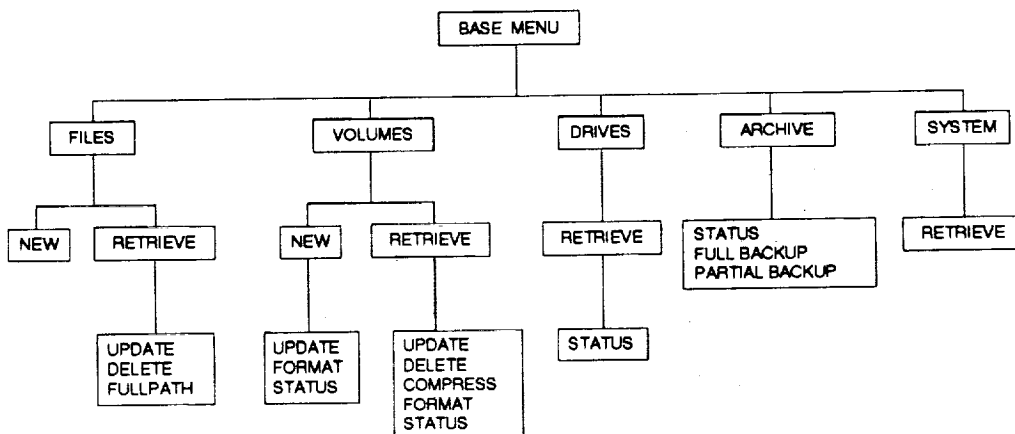 BASE MENU
FILES
VOLUMES
DRIVES
ARCHIVE
SYSTEM
NEW
RETRIEVE
NEW
RETRIEVE
RETRIEVE
STATUS
FULL BACKUP
PARTIAL BACKUP
RETRIEVE
UPDATE
DELETE
FULLPATH
UPDATE
FORMAT
STATUS
UPDATE
DELETE
COMPRESS
FORMAT
STATUS
STATUS